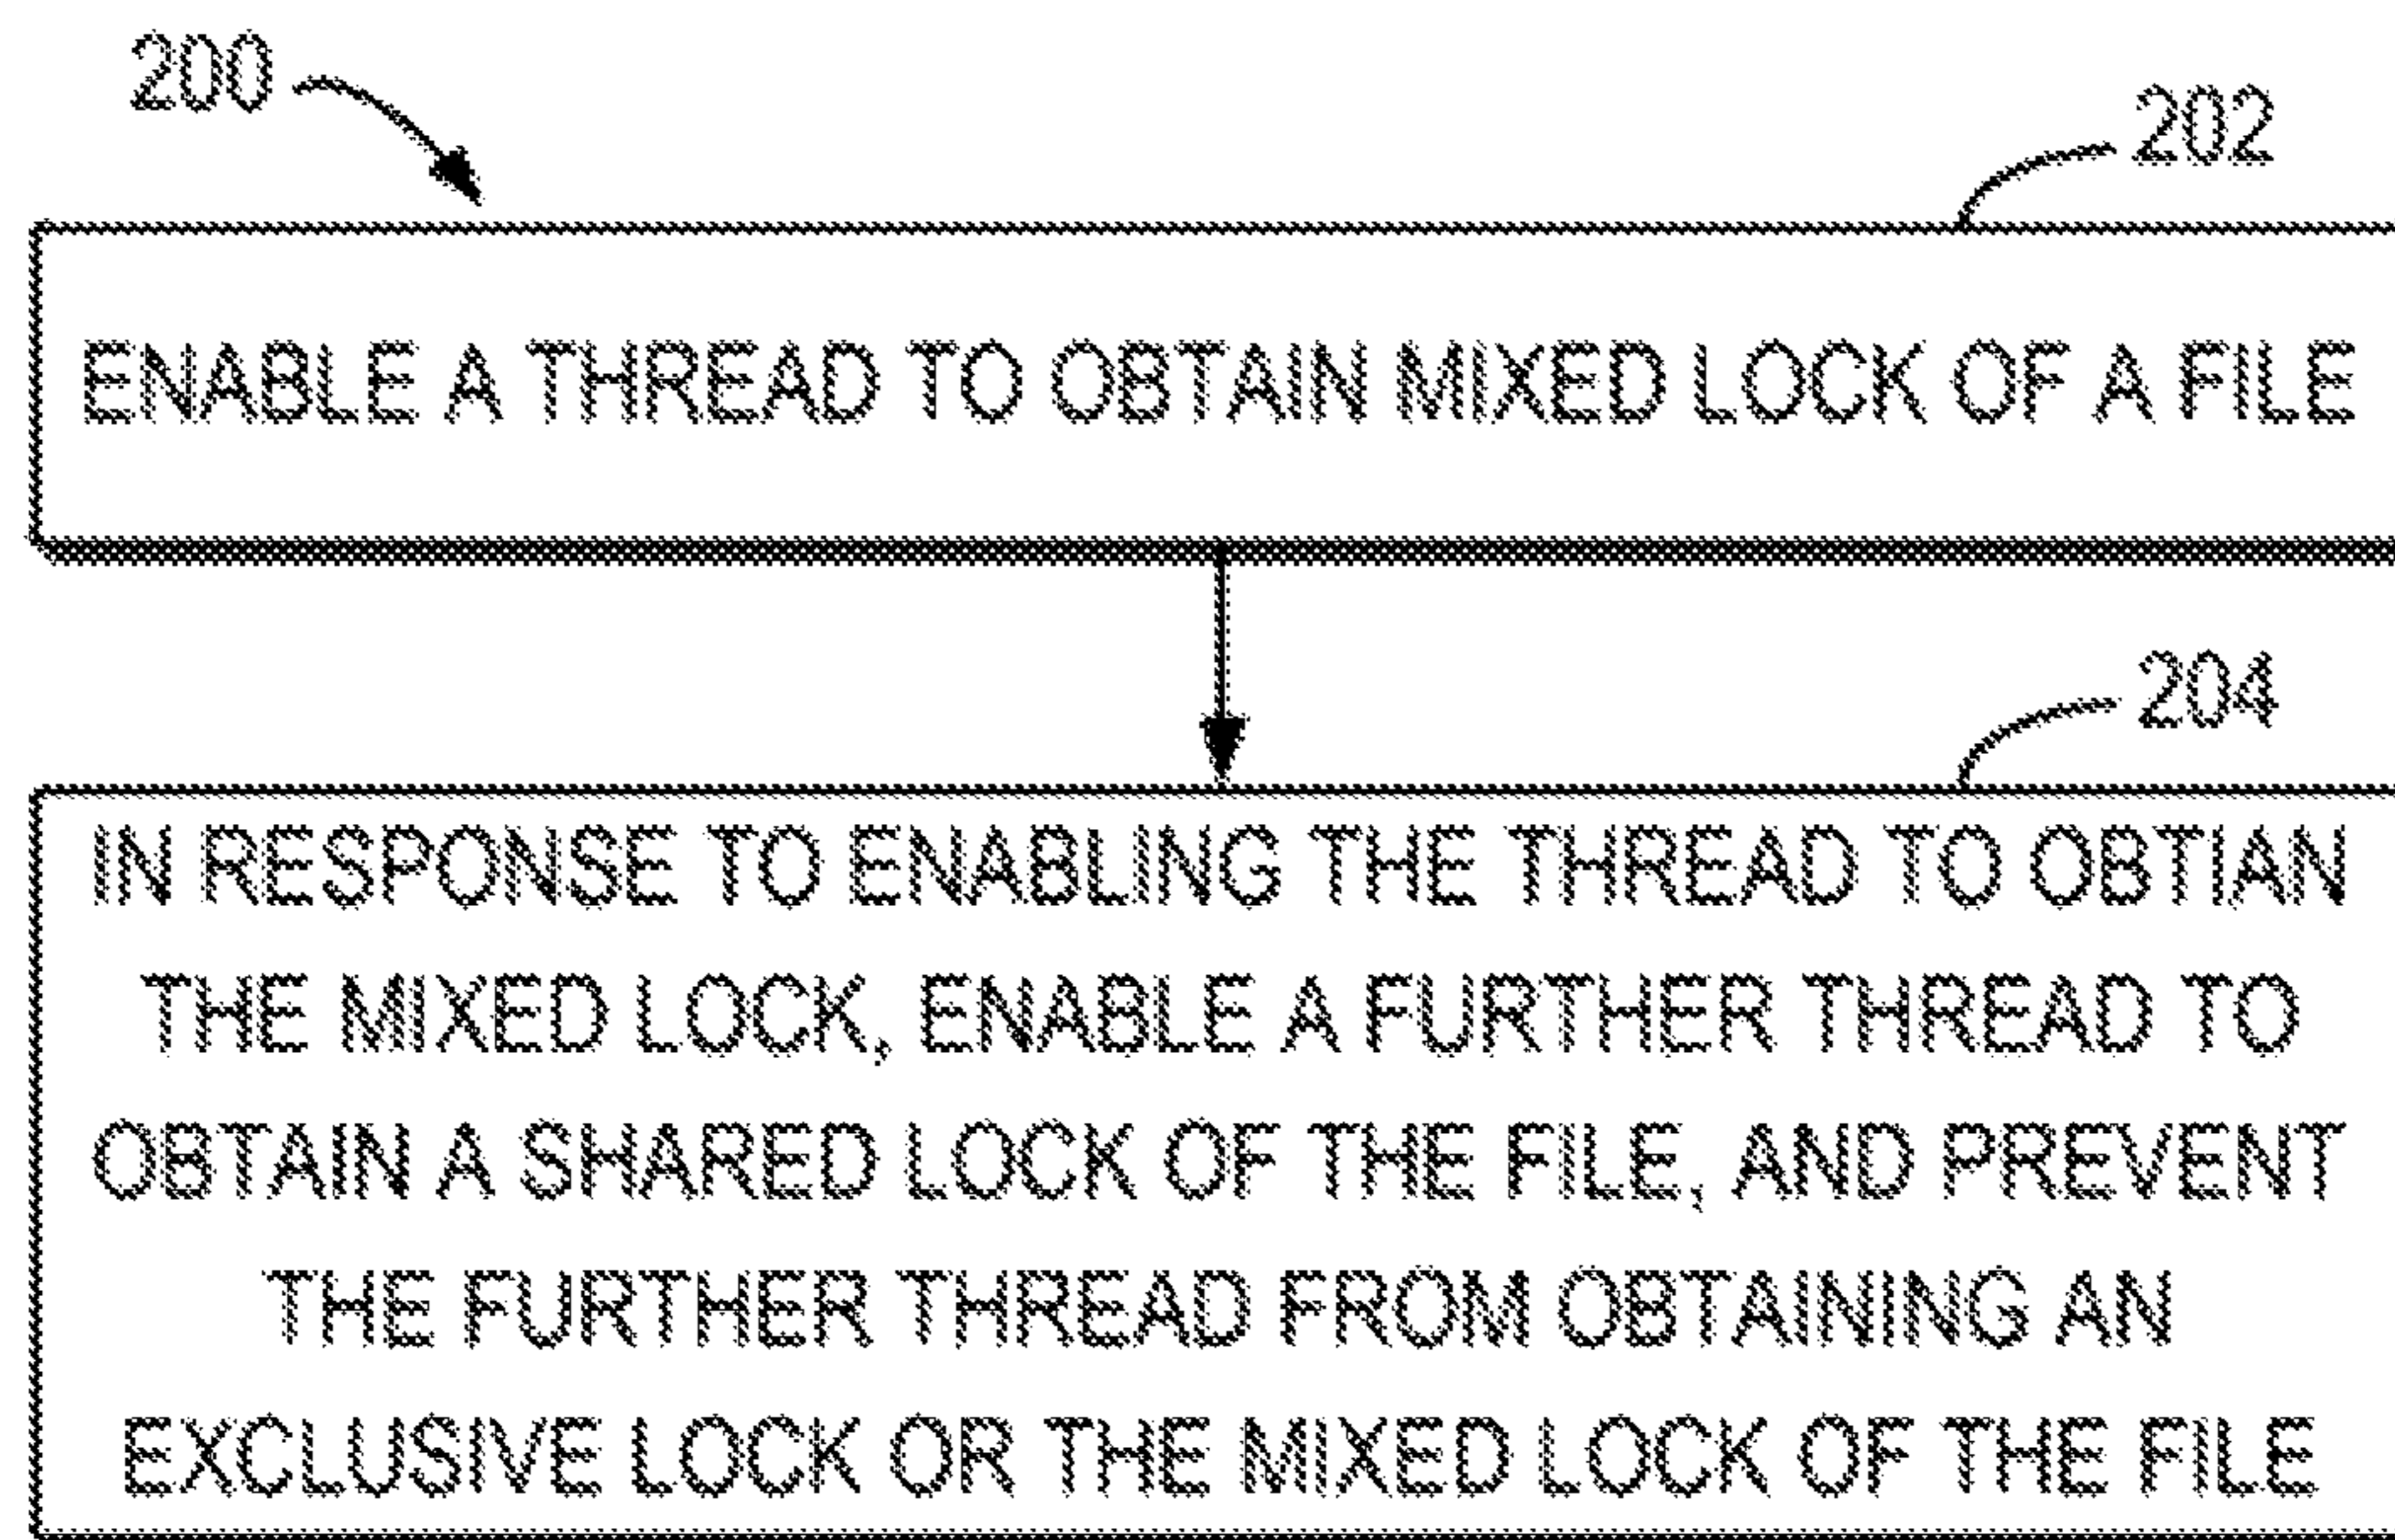 200
202
ENABLE A THREAD TO OBTAIN MIXED LOCK OF A FILE
204
IN RESPONSE TO ENABLING THE THREAD TO OBTIAN
THE MIXED LOCK, ENABLE A FURTHER THREAD TO
OBTAIN A SHARED LOCK OF THE FILE, AND PREVENT
THE FURTHER THREAD FROM OBTAINING AN
EXCLUSIVE LOCK OR THE MIXED LOCK OF THE FILE